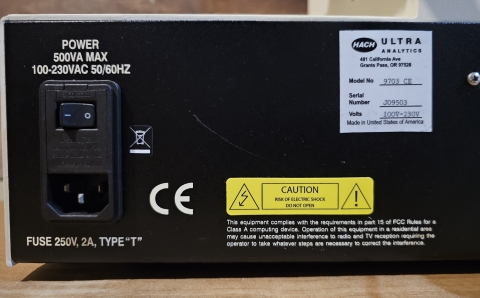 POWER
500VA MAX
100-230VAC 50/60HZ
HACH ULTRA
ANALYTICS
481 California Ave
Grants Pass, OR 97526
Model No 9703 CE
Serial
Number J09503
Volts 100V-230V
Made in United States of America
CE
CAUTION
RISK OF ELECTRIC SHOCK
DO NOT OPEN
This equipment complies with the requirements in part 15 of FCC Rules for a
Class A computing device. Operation of this equipment in a residential area
may cause unacceptable interference to radio and TV reception requiring the
operator to take whatever steps are necessary to correct the interference.
FUSE 250V, 2A, TYPE "T"